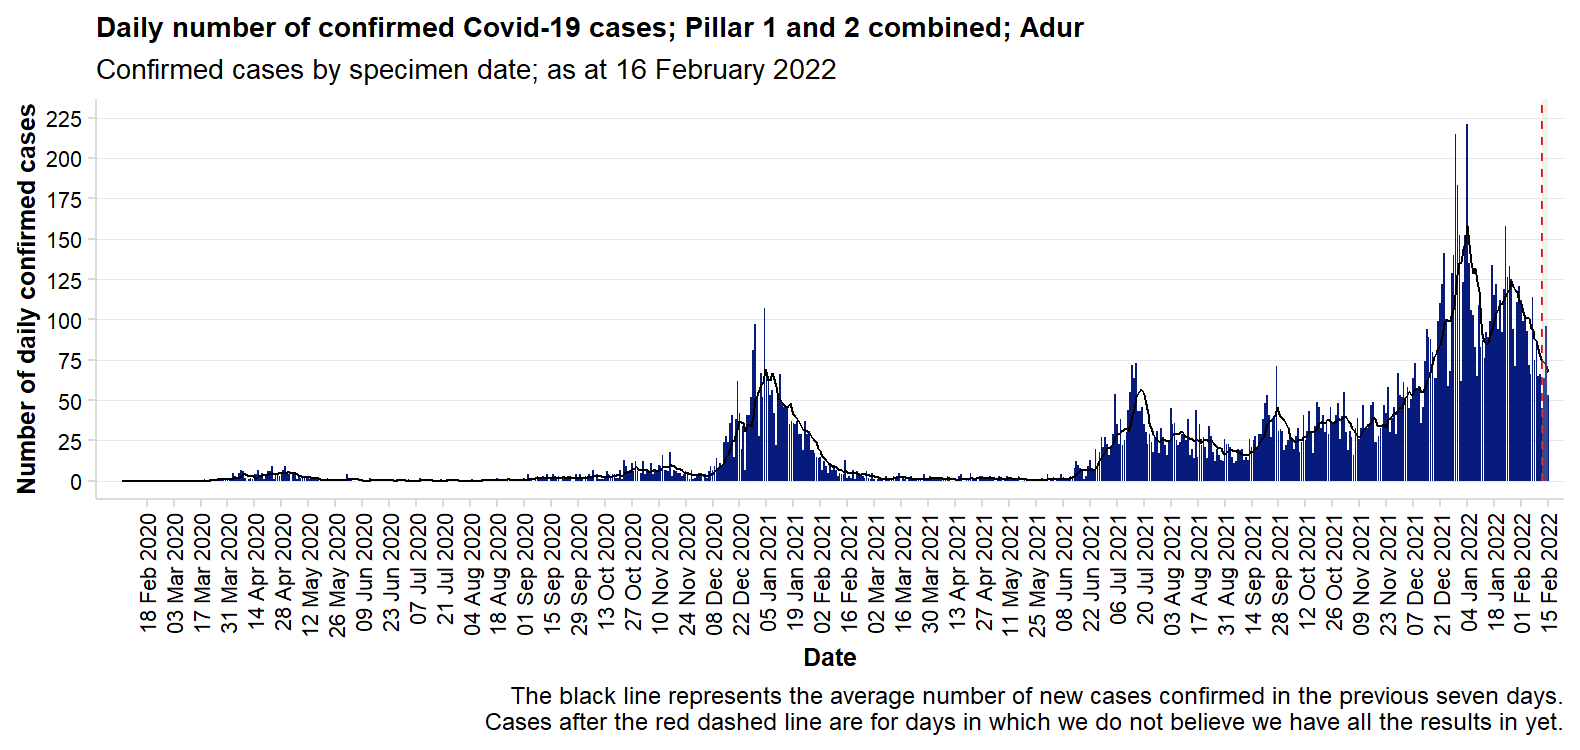 Daily number of confirmed Covid-19 cases; Pillar 1 and 2 combined; Adur
Confirmed cases by specimen date; as at 16 February 2022
Number of daily confirmed cases
225
200
175
150
125
100
75
50
25
0
18 Feb 2020
03 Mar 2020
17 Mar 2020
31 Mar 2020
14 Apr 2020
28 Apr 2020
12 May 2020
26 May 2020
09 Jun 2020
23 Jun 2020
07 Jul 2020
21 Jul 2020
04 Aug 2020
18 Aug 2020
01 Sep 2020
15 Sep 2020
29 Sep 2020
13 Oct 2020
27 Oct 2020
10 Nov 2020
24 Nov 2020
08 Dec 2020
22 Dec 2020
05 Jan 2021
19 Jan 2021
02 Feb 2021
16 Feb 2021
02 Mar 2021
16 Mar 2021
30 Mar 2021
13 Apr 2021
27 Apr 2021
11 May 2021
25 May 2021
08 Jun 2021
22 Jun 2021
06 Jul 2021
20 Jul 2021
03 Aug 2021
17 Aug 2021
31 Aug 2021
14 Sep 2021
28 Sep 2021
12 Oct 2021
26 Oct 2021
09 Nov 2021
23 Nov 2021
07 Dec 2021
21 Dec 2021
04 Jan 2022
18 Jan 2022
01 Feb 2022
15 Feb 2022
Date
The black line represents the average number of new cases confirmed in the previous seven days.
Cases after the red dashed line are for days in which we do not believe we have all the results in yet.